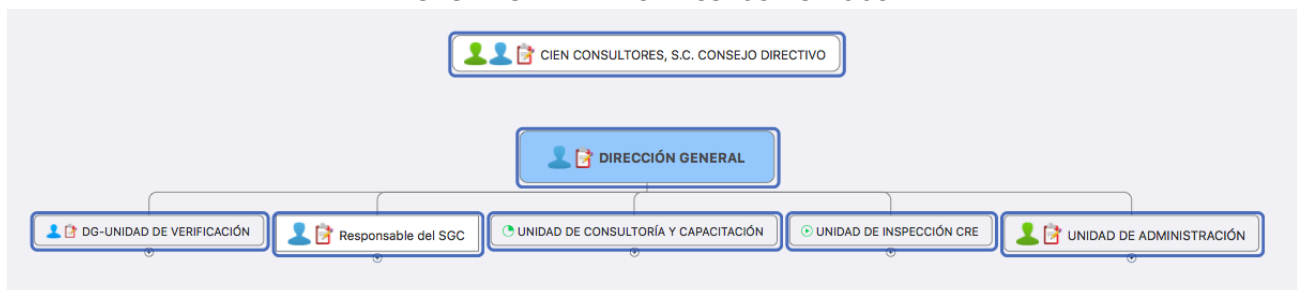 CIEN CONSULTORES, S.C. CONSEJO DIRECTIVO
DIRECCIÓN GENERAL
DG-UNIDAD DE VERIFICACIÓN
Responsable del SGC
UNIDAD DE CONSULTORÍA Y CAPACITACIÓN
UNIDAD DE INSPECCIÓN CRE
UNIDAD DE ADMINISTRACIÓN